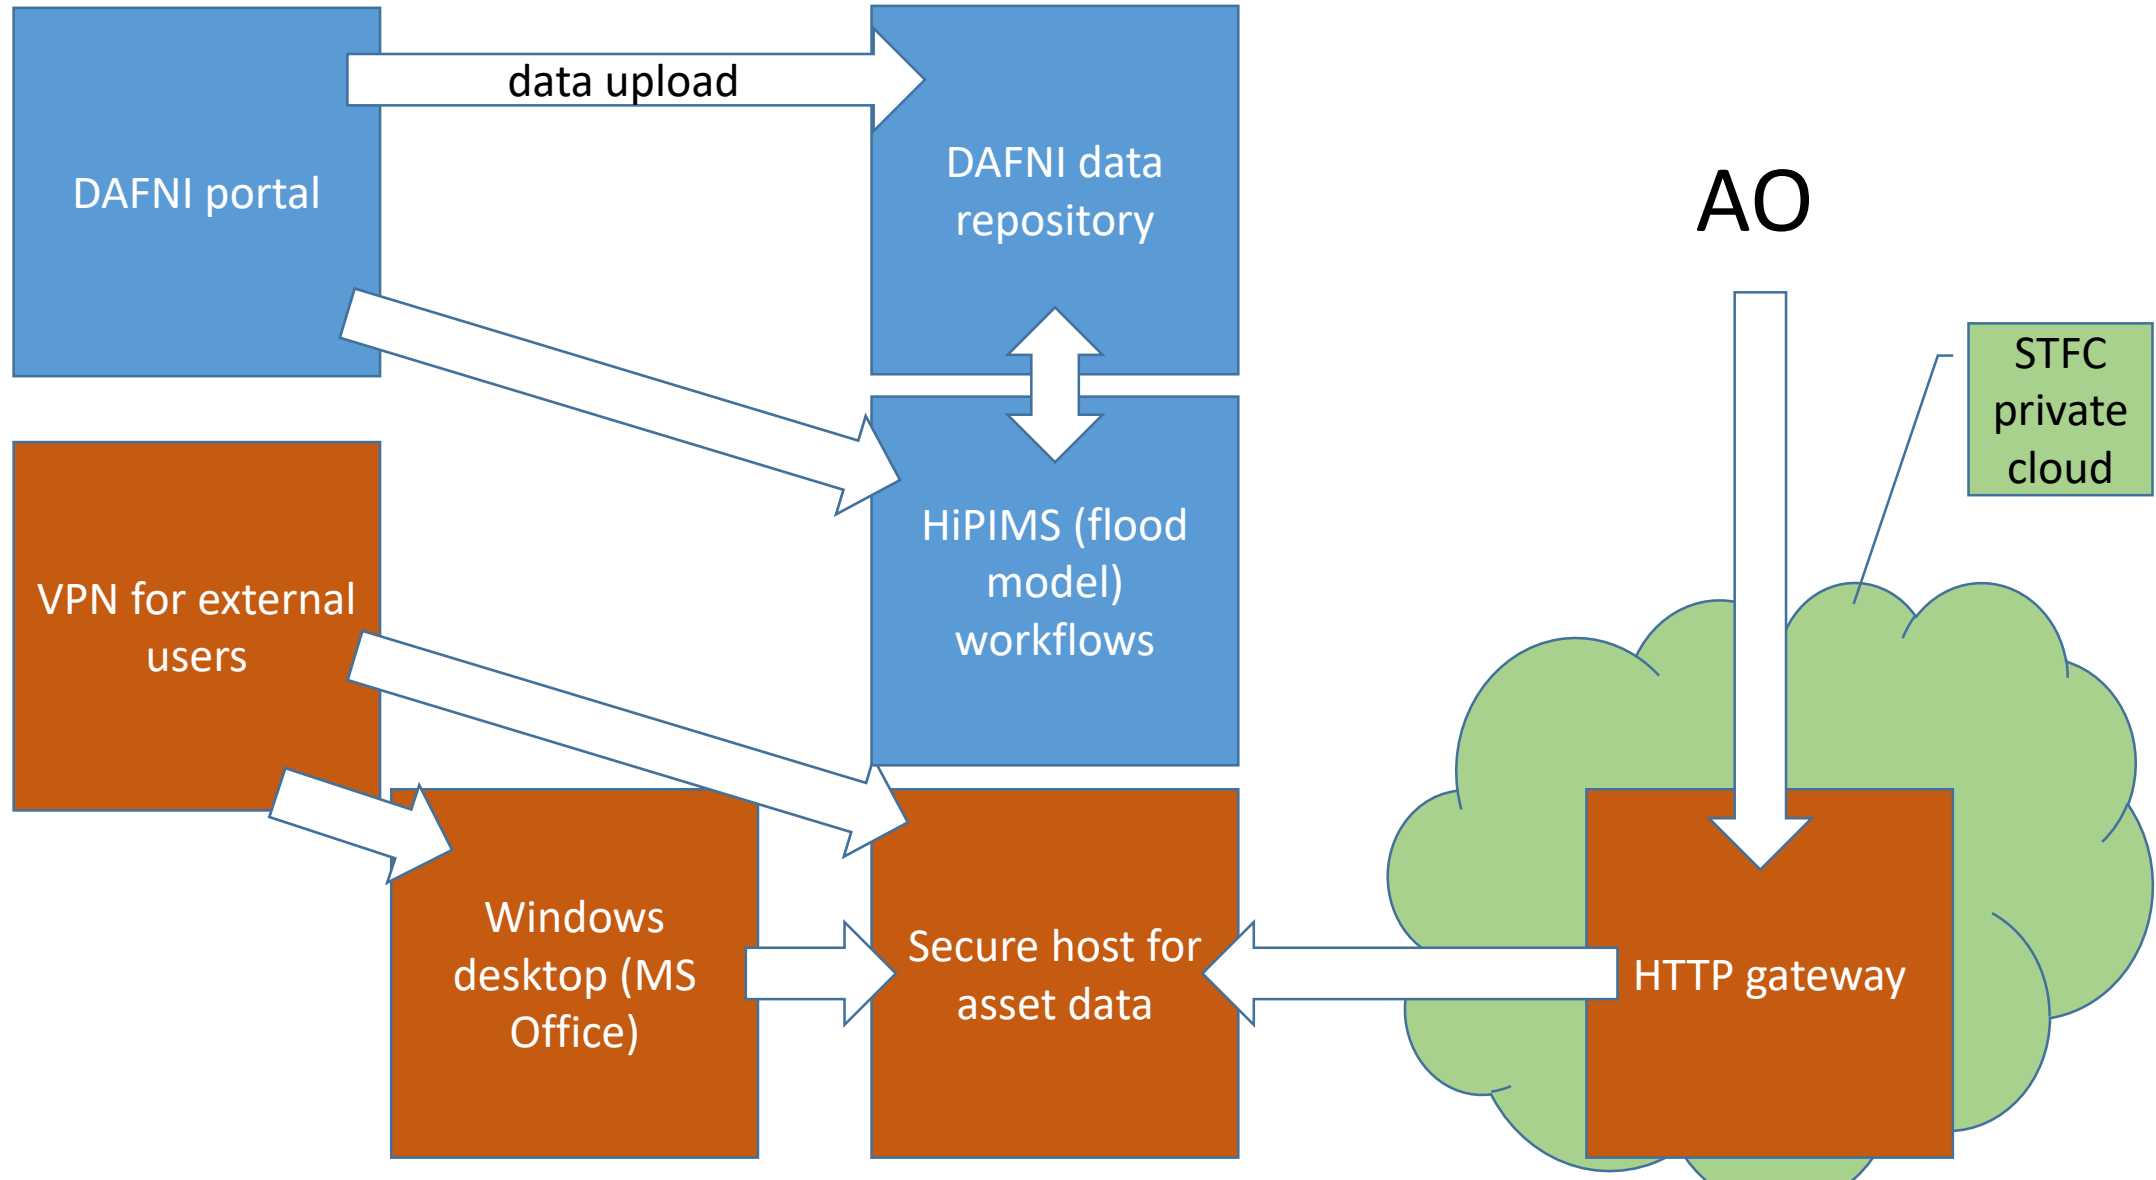 data upload
DAFNI portal
DAFNI data
repository
AO
STFC
private
cloud
HiPIMS (flood
model)
workflows
VPN for external
users
Windows
desktop (MS
Office)
Secure host for
asset data
HTTP gateway